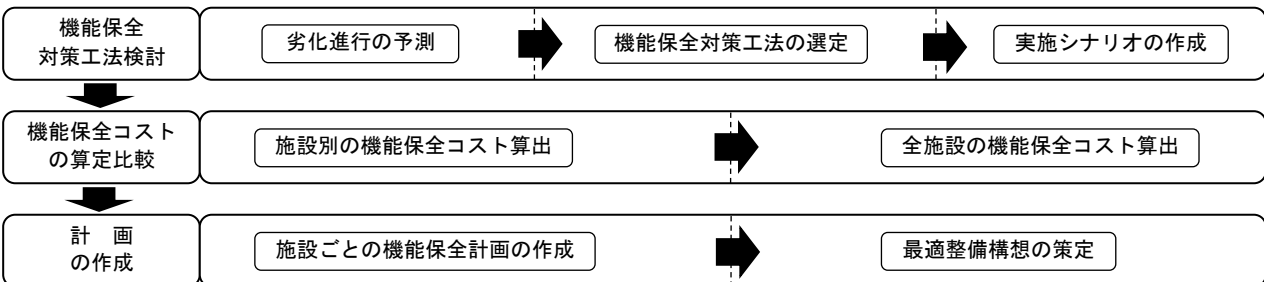 機能保全
対策工法検討
劣化進行の予測
機能保全対策工法の選定
実施シナリオの作成
機能保全コスト
の算定比較
施設別の機能保全コスト算出
全施設の機能保全コスト算出
計　画
の作成
施設ごとの機能保全計画の作成
最適整備構想の策定